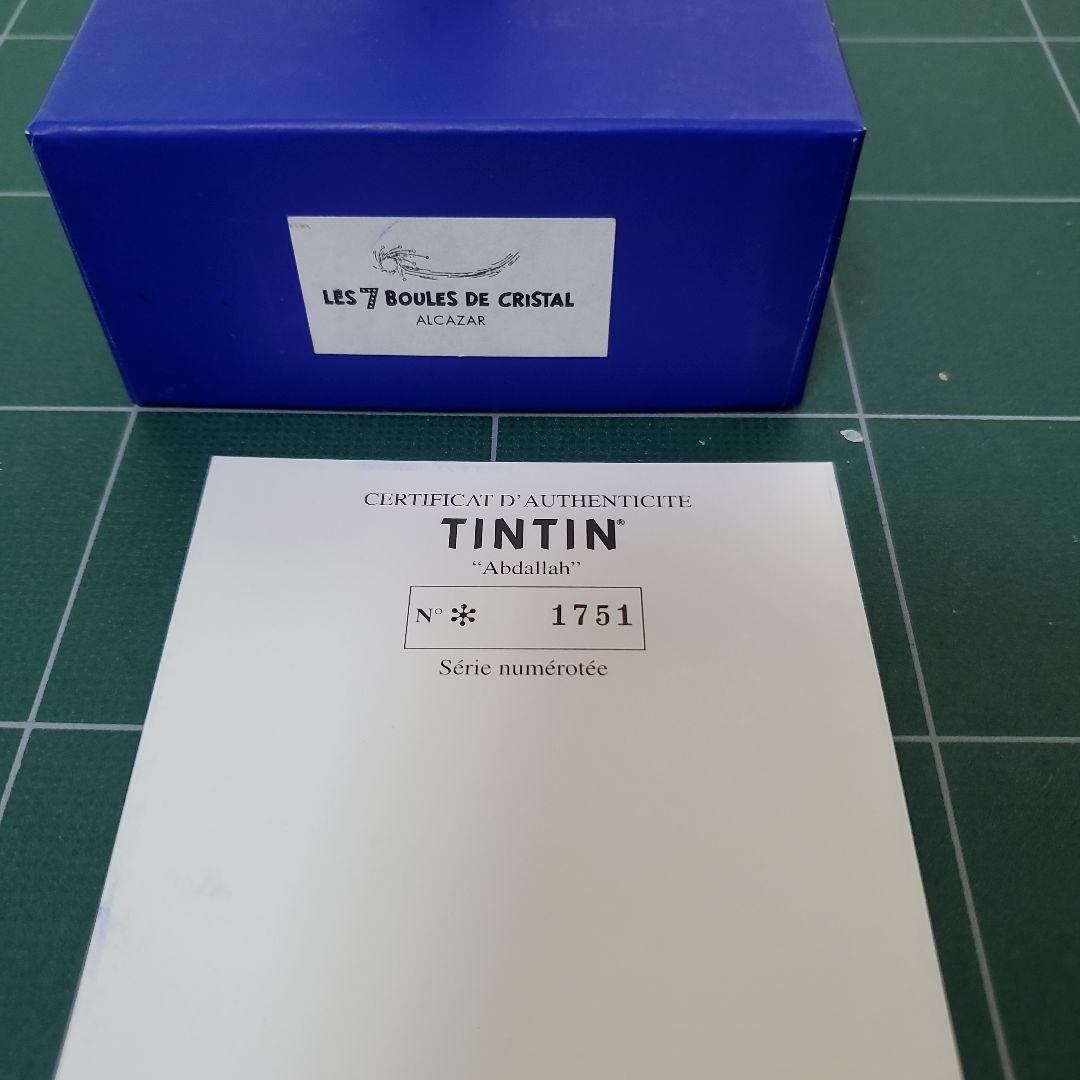 LES 7 BOULES DE CRISTAL
ALCAZAR
CERTIFICAT D'AUTHENTICITE
TINTIN®
“Abdallah”
N° * 1751
Série numérotée